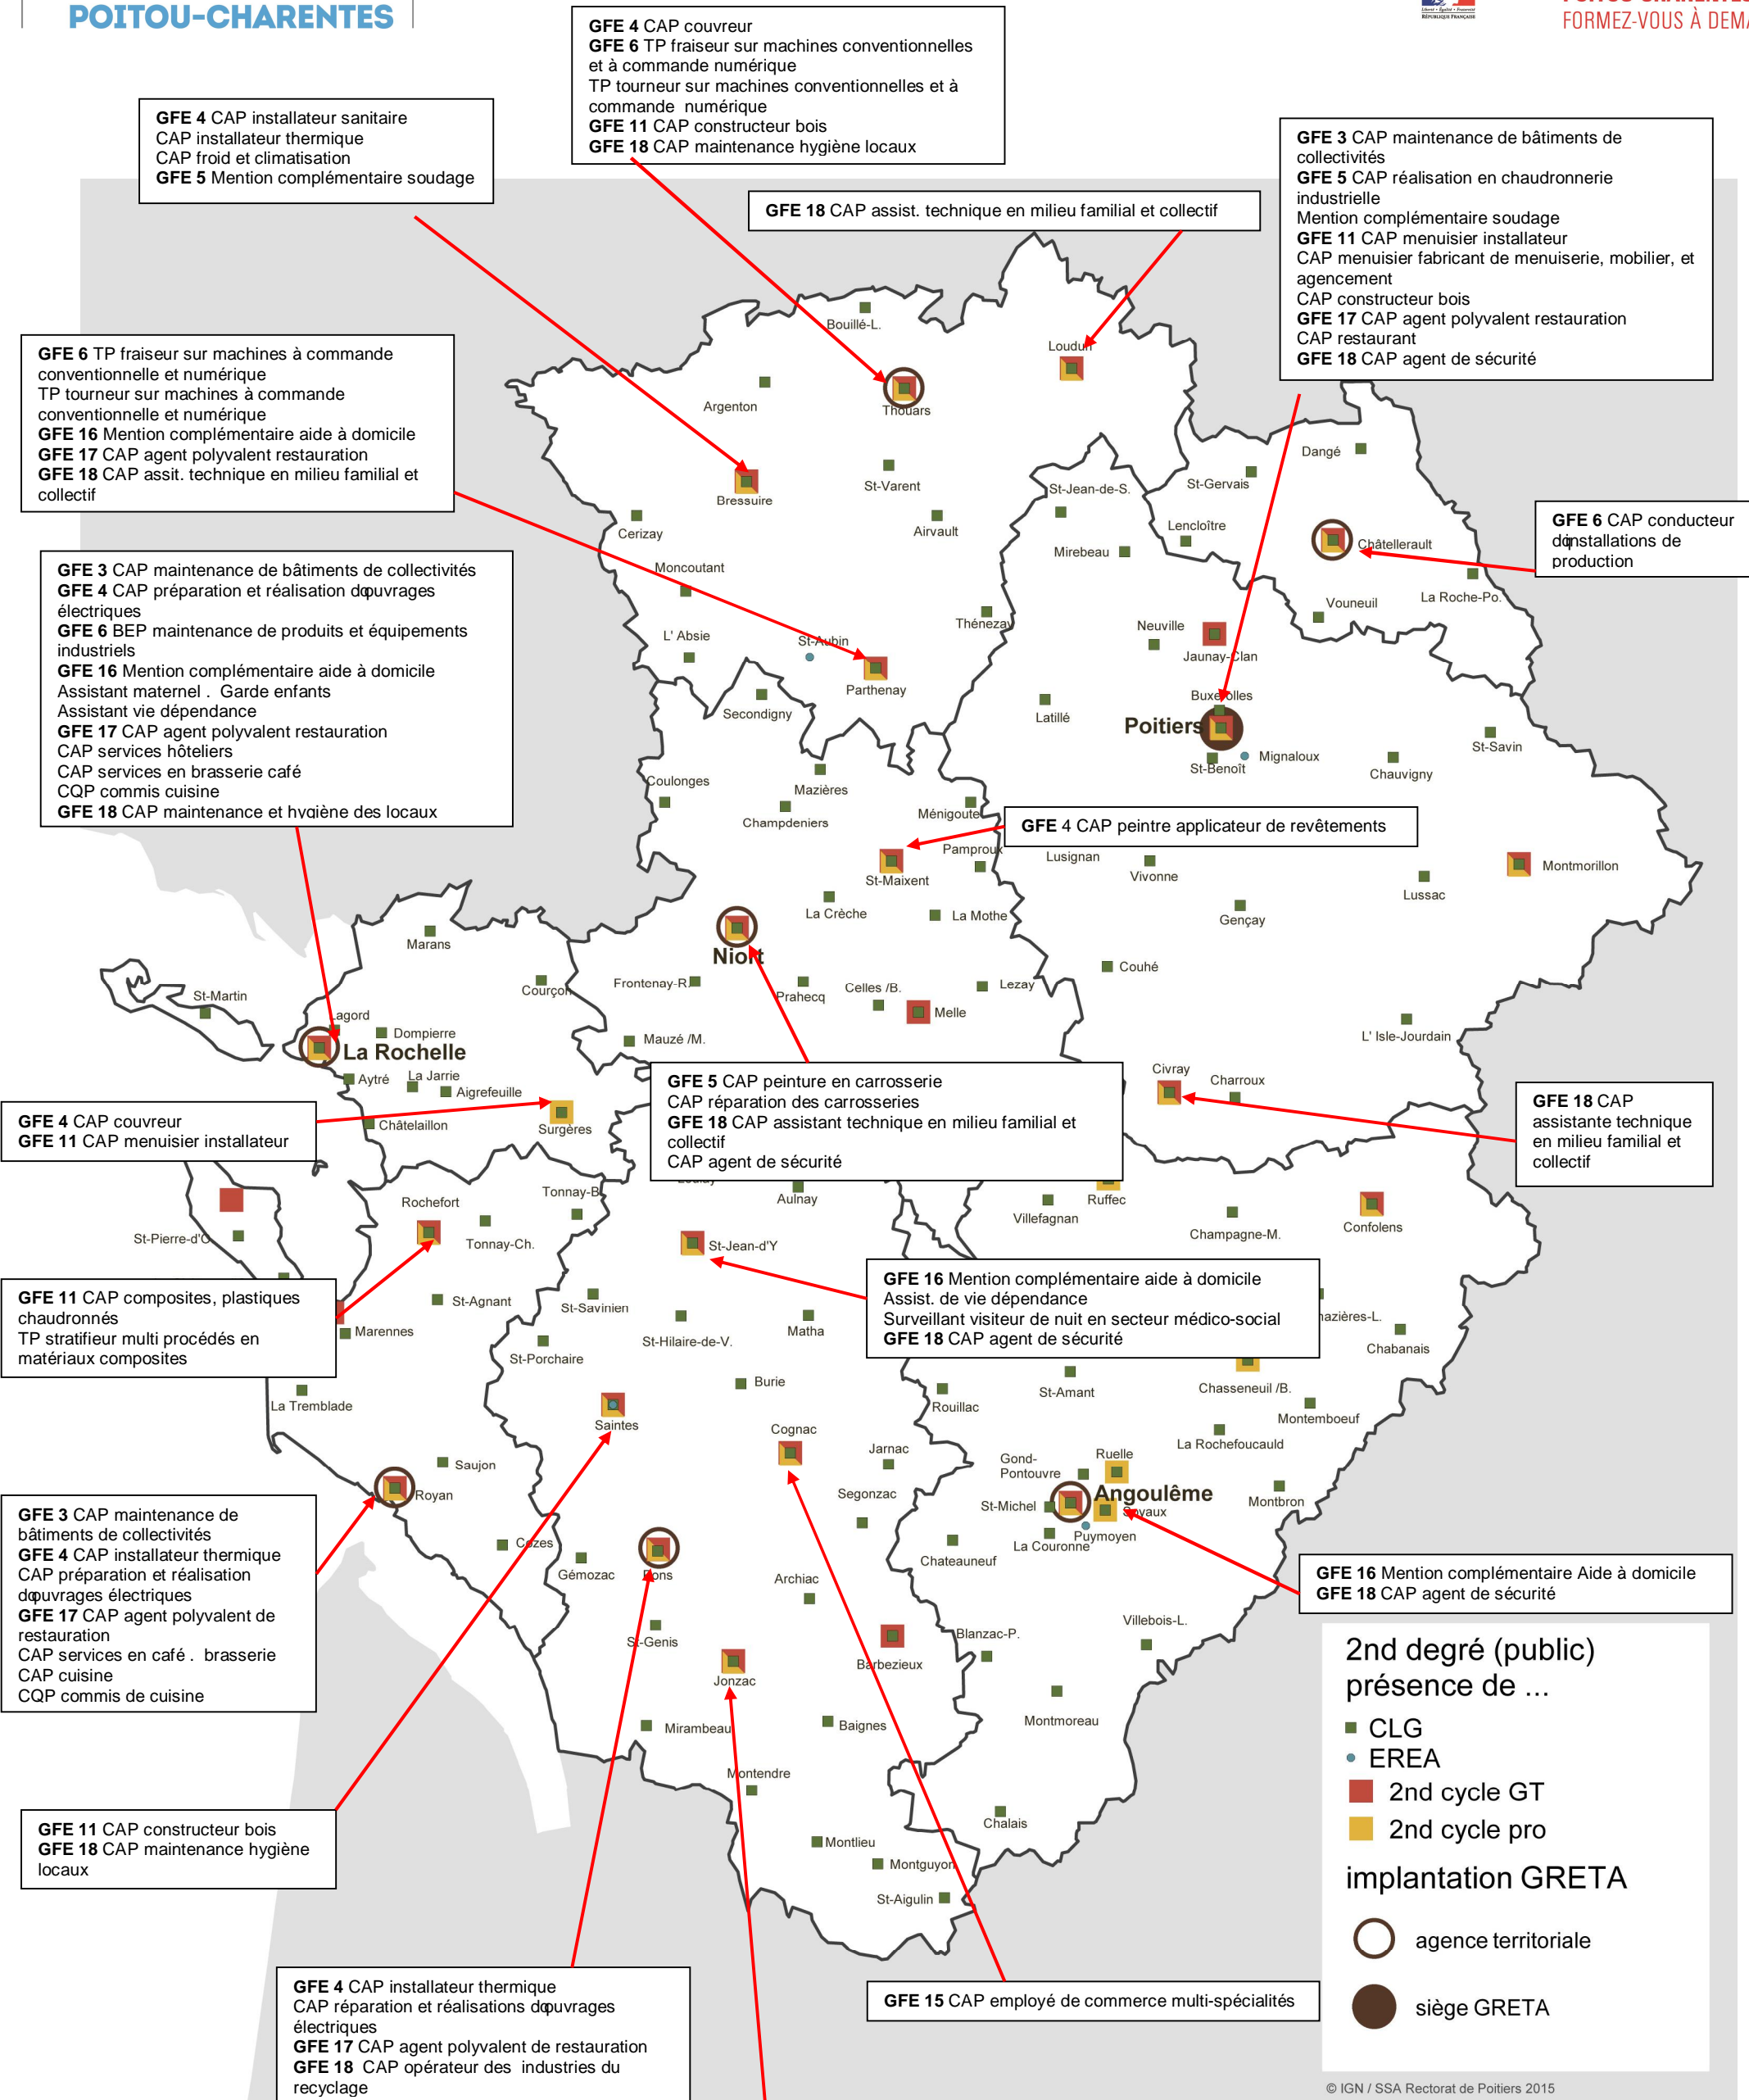 POITOU-CHARENTES
Liberté • Égalité • Fraternité
RÉPUBLIQUE FRANÇAISE
FORMEZ-VOUS À DEMA
GFE 4 CAP couvreur
GFE 6 TP fraiseur sur machines conventionnelles
et à commande numérique
TP tourneur sur machines conventionnelles et à
commande numérique
GFE 11 CAP constructeur bois
GFE 18 CAP maintenance hygiène locaux
GFE 4 CAP installateur sanitaire
CAP installateur thermique
CAP froid et climatisation
GFE 5 Mention complémentaire soudage
GFE 18 CAP assist. technique en milieu familial et collectif
GFE 3 CAP maintenance de bâtiments de
collectivités
GFE 5 CAP réalisation en chaudronnerie
industrielle
Mention complémentaire soudage
GFE 11 CAP menuisier installateur
CAP menuisier fabricant de menuiserie, mobilier, et
agencement
CAP constructeur bois
GFE 17 CAP agent polyvalent restauration
CAP restaurant
GFE 18 CAP agent de sécurité
GFE 6 TP fraiseur sur machines à commande
conventionnelle et numérique
TP tourneur sur machines à commande
conventionnelle et numérique
GFE 16 Mention complémentaire aide à domicile
GFE 17 CAP agent polyvalent restauration
GFE 18 CAP assit. technique en milieu familial et
collectif
GFE 6 CAP conducteur
d'installations de
production
GFE 3 CAP maintenance de bâtiments de collectivités
GFE 4 CAP préparation et réalisation d'ouvrages
électriques
GFE 6 BEP maintenance de produits et équipements
industriels
GFE 16 Mention complémentaire aide à domicile
Assistant maternel . Garde enfants
Assistant vie dépendance
GFE 17 CAP agent polyvalent restauration
CAP services hôteliers
CAP services en brasserie café
CQP commis cuisine
GFE 18 CAP maintenance et hygiène des locaux
Bouillé-L.
Loudun
Argenton
Thouars
Dangé
St-Varent
St-Jean-de-S.
St-Gervais
Bressuire
Cerizay
Airvault
Lencloître
Mirebeau
Châtellerault
Moncoutant
La Roche-Po.
Vouneuil
Thénezay
Neuville
L' Absie
St-Aubin
Jaunay-Clan
Parthenay
Buxerolles
Secondigny
Latillé
Poitiers
St-Savin
Mignaloux
St-Benoît
Chauvigny
Coulonges
Mazières
Champdeniers
Ménigoute
GFE 4 CAP peintre applicateur de revêtements
Pamproux
Lusignan
Vivonne
Montmorillon
St-Maixent
Lussac
La Crèche
La Mothe
Gençay
Marans
Niort
Couhé
St-Martin
Courçon
Frontenay-R.
Prahecq
Celles /B.
Lezay
Melle
Lagord
Dompierre
La Rochelle
Mauzé /M.
L' Isle-Jourdain
Aytré
La Jarrie
Aigrefeuille
Civray
Charroux
Châtelaillon
Surgères
GFE 4 CAP couvreur
GFE 11 CAP menuisier installateur
GFE 5 CAP peinture en carrosserie
CAP réparation des carrosseries
GFE 18 CAP assistant technique en milieu familial et
collectif
CAP agent de sécurité
GFE 18 CAP
assistante technique
en milieu familial et
collectif
Rochefort
Tonnay-B
Aulnay
Ruffec
Villefagnan
Champagne-M.
Confolens
St-Pierre-d'O
Tonnay-Ch.
St-Jean-d'Y
GFE 11 CAP composites, plastiques
chaudronnés
TP stratifieur multi procédés en
matériaux composites
GFE 16 Mention complémentaire aide à domicile
Assist. de vie dépendance
Surveillant visiteur de nuit en secteur médico-social
GFE 18 CAP agent de sécurité
St-Agnant
St-Savinien
Marennes
St-Hilaire-de-V.
Matha
azières-L.
Chabanais
St-Porchaire
Burie
St-Amant
Chasseneuil /B.
La Tremblade
Rouillac
Montemboeuf
Saintes
Cognac
Jarnac
La Rochefoucauld
Gond-
Pontouvre
Ruelle
Saujon
Royan
Segonzac
Angoulême
St-Michel
Soyaux
Montbron
Puymoyen
La Couronne
Chateauneuf
GFE 3 CAP maintenance de
bâtiments de collectivités
GFE 4 CAP installateur thermique
CAP préparation et réalisation
d'ouvrages électriques
GFE 17 CAP agent polyvalent de
restauration
CAP services en café . brasserie
CAP cuisine
CQP commis de cuisine
Cozes
Gémozac
Pons
Archiac
GFE 16 Mention complémentaire Aide à domicile
GFE 18 CAP agent de sécurité
St-Genis
Blanzac-P.
Villebois-L.
Barbezieux
Jonzac
Mirambeau
Baignes
Montmoreau
Montendre
Chalais
Montlieu
Montguyon
St-Aigulin
GFE 11 CAP constructeur bois
GFE 18 CAP maintenance hygiène
locaux
GFE 4 CAP installateur thermique
CAP réparation et réalisations d'ouvrages
électriques
GFE 17 CAP agent polyvalent de restauration
GFE 18 CAP opérateur des industries du
recyclage
GFE 15 CAP employé de commerce multi-spécialités
2nd degré (public)
présence de ...
CLG
EREA
2nd cycle GT
2nd cycle pro
implantation GRETA
agence territoriale
siège GRETA
© IGN / SSA Rectorat de Poitiers 2015